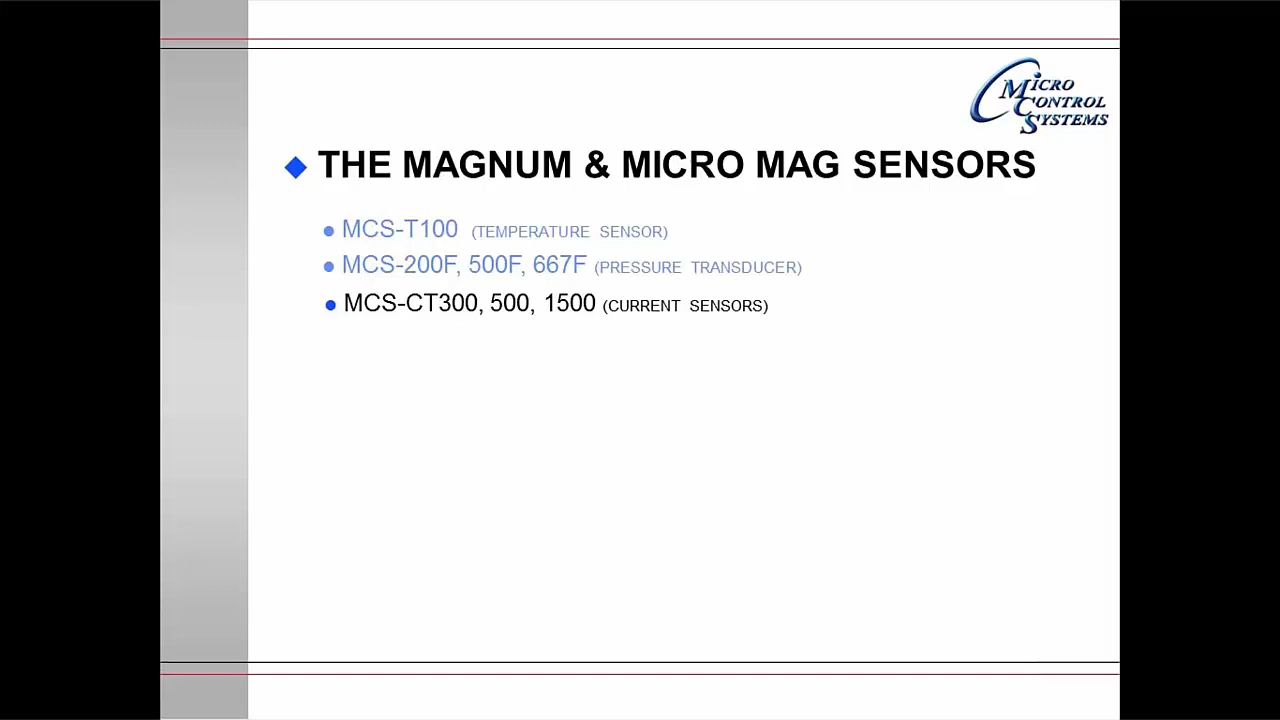 MICRO
CONTROL
SYSTEMS
THE MAGNUM & MICRO MAG SENSORS
MCS-T100 (TEMPERATURE SENSOR)
MCS-200F, 500F, 667F (PRESSURE TRANSDUCER)
MCS-CT300, 500, 1500 (CURRENT SENSORS)